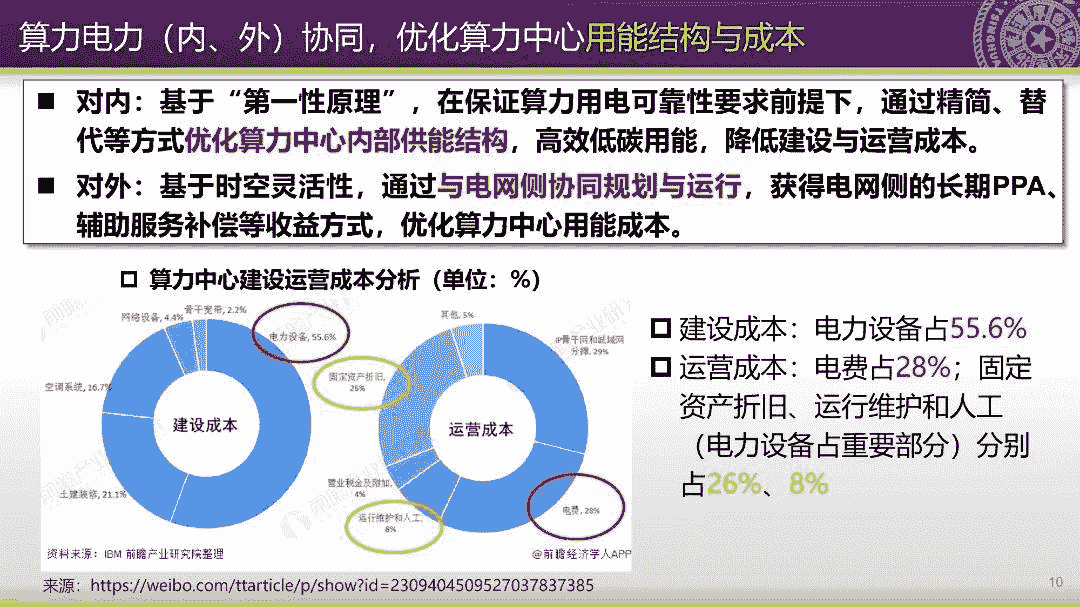 算力电力（内、外）协同，优化算力中心用能结构与成本
■ 对内：基于“第一性原理”，在保证算力用电可靠性要求前提下，通过精简、替
代等方式优化算力中心内部供能结构，高效低碳用能，降低建设与运营成本。
■ 对外：基于时空灵活性，通过与电网侧协同规划与运行，获得电网侧的长期PPA、
辅助服务补偿等收益方式，优化算力中心用能成本。
算力中心建设运营成本分析（单位：%）
骨干宽带, 2.2%
网络设备, 4.4%
电力设备, 55.6%
空调系统, 16.7%
建设成本
土建装修, 21.1%
其他, 5%
IP骨干网和城域网
分摊, 29%
固定资产折旧,
26%
运营成本
营业税金及附加,
4%
运行维护和人工,
8%
电费, 28%
资料来源：IBM 前瞻产业研究院整理
@前瞻经济学人APP
建设成本：电力设备占55.6%
运营成本：电费占28%；固定
资产折旧、运行维护和人工
（电力设备占重要部分）分别
占26%、8%
来源：https://weibo.com/ttarticle/p/show?id=2309404509527037837385
10